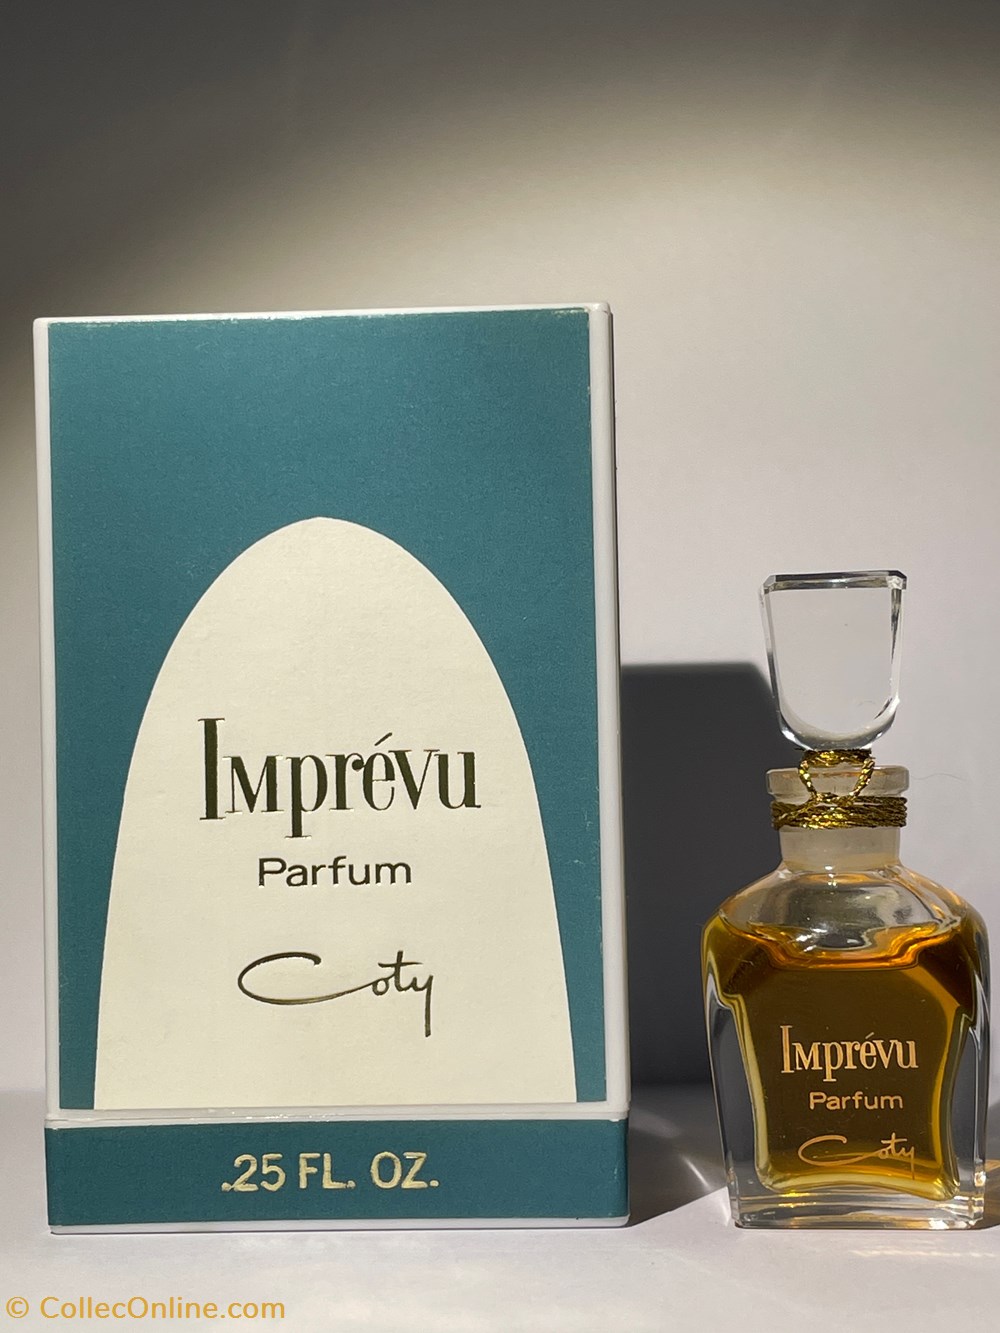 Imprévu
Parfum
Coty
.25 FL. OZ.
Imprévu
Parfum
Coty
© CollecOnline.com